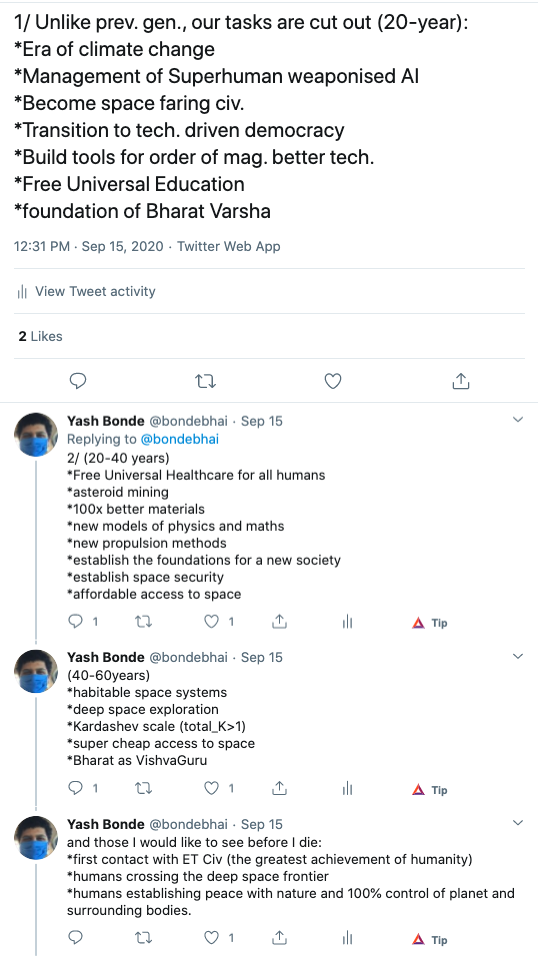 1/ Unlike prev. gen., our tasks are cut out (20-year):
*Era of climate change
*Management of Superhuman weaponised AI
*Become space faring civ.
*Transition to tech. driven democracy
*Build tools for order of mag. better tech.
*Free Universal Education
*foundation of Bharat Varsha
12:31 PM · Sep 15, 2020 · Twitter Web App
View Tweet activity
2 Likes
Yash Bonde @bondebhai · Sep 15
Replying to @bondebhai
2/ (20-40 years)
*Free Universal Healthcare for all humans
*asteroid mining
*100x better materials
*new models of physics and maths
*new propulsion methods
*establish the foundations for a new society
*establish space security
*affordable access to space
1 1 Tip
Yash Bonde @bondebhai · Sep 15
(40-60years)
*habitable space systems
*deep space exploration
*Kardashev scale (total_K>1)
*super cheap access to space
*Bharat as VishvaGuru
1 1 Tip
Yash Bonde @bondebhai · Sep 15
and those I would like to see before I die:
*first contact with ET Civ (the greatest achievement of humanity)
*humans crossing the deep space frontier
*humans establishing peace with nature and 100% control of planet and
surrounding bodies.
1 Tip